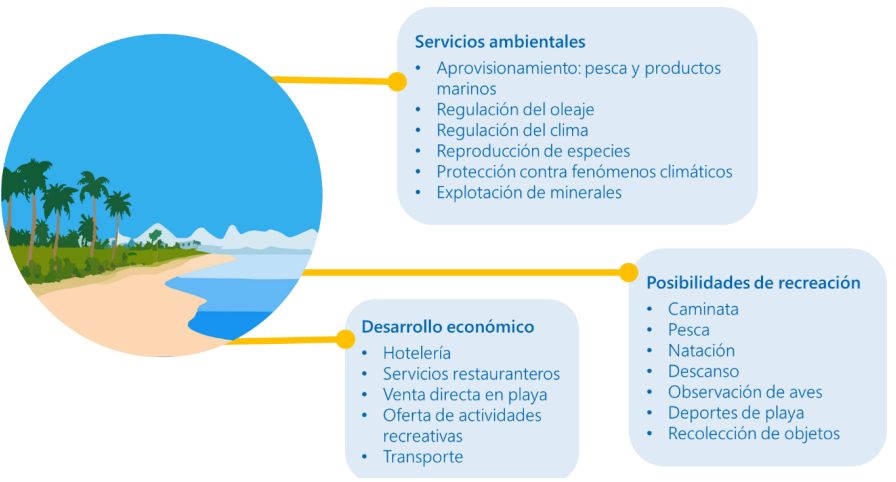 Servicios ambientales
• Aprovisionamiento: pesca y productos
marinos
• Regulación del oleaje
• Regulación del clima
• Reproducción de especies
• Protección contra fenómenos climáticos
• Explotación de minerales
Posibilidades de recreación
• Caminata
• Pesca
• Natación
• Descanso
• Observación de aves
• Deportes de playa
• Recolección de objetos
Desarrollo económico
• Hotelería
• Servicios restauranteros
• Venta directa en playa
• Oferta de actividades
recreativas
• Transporte